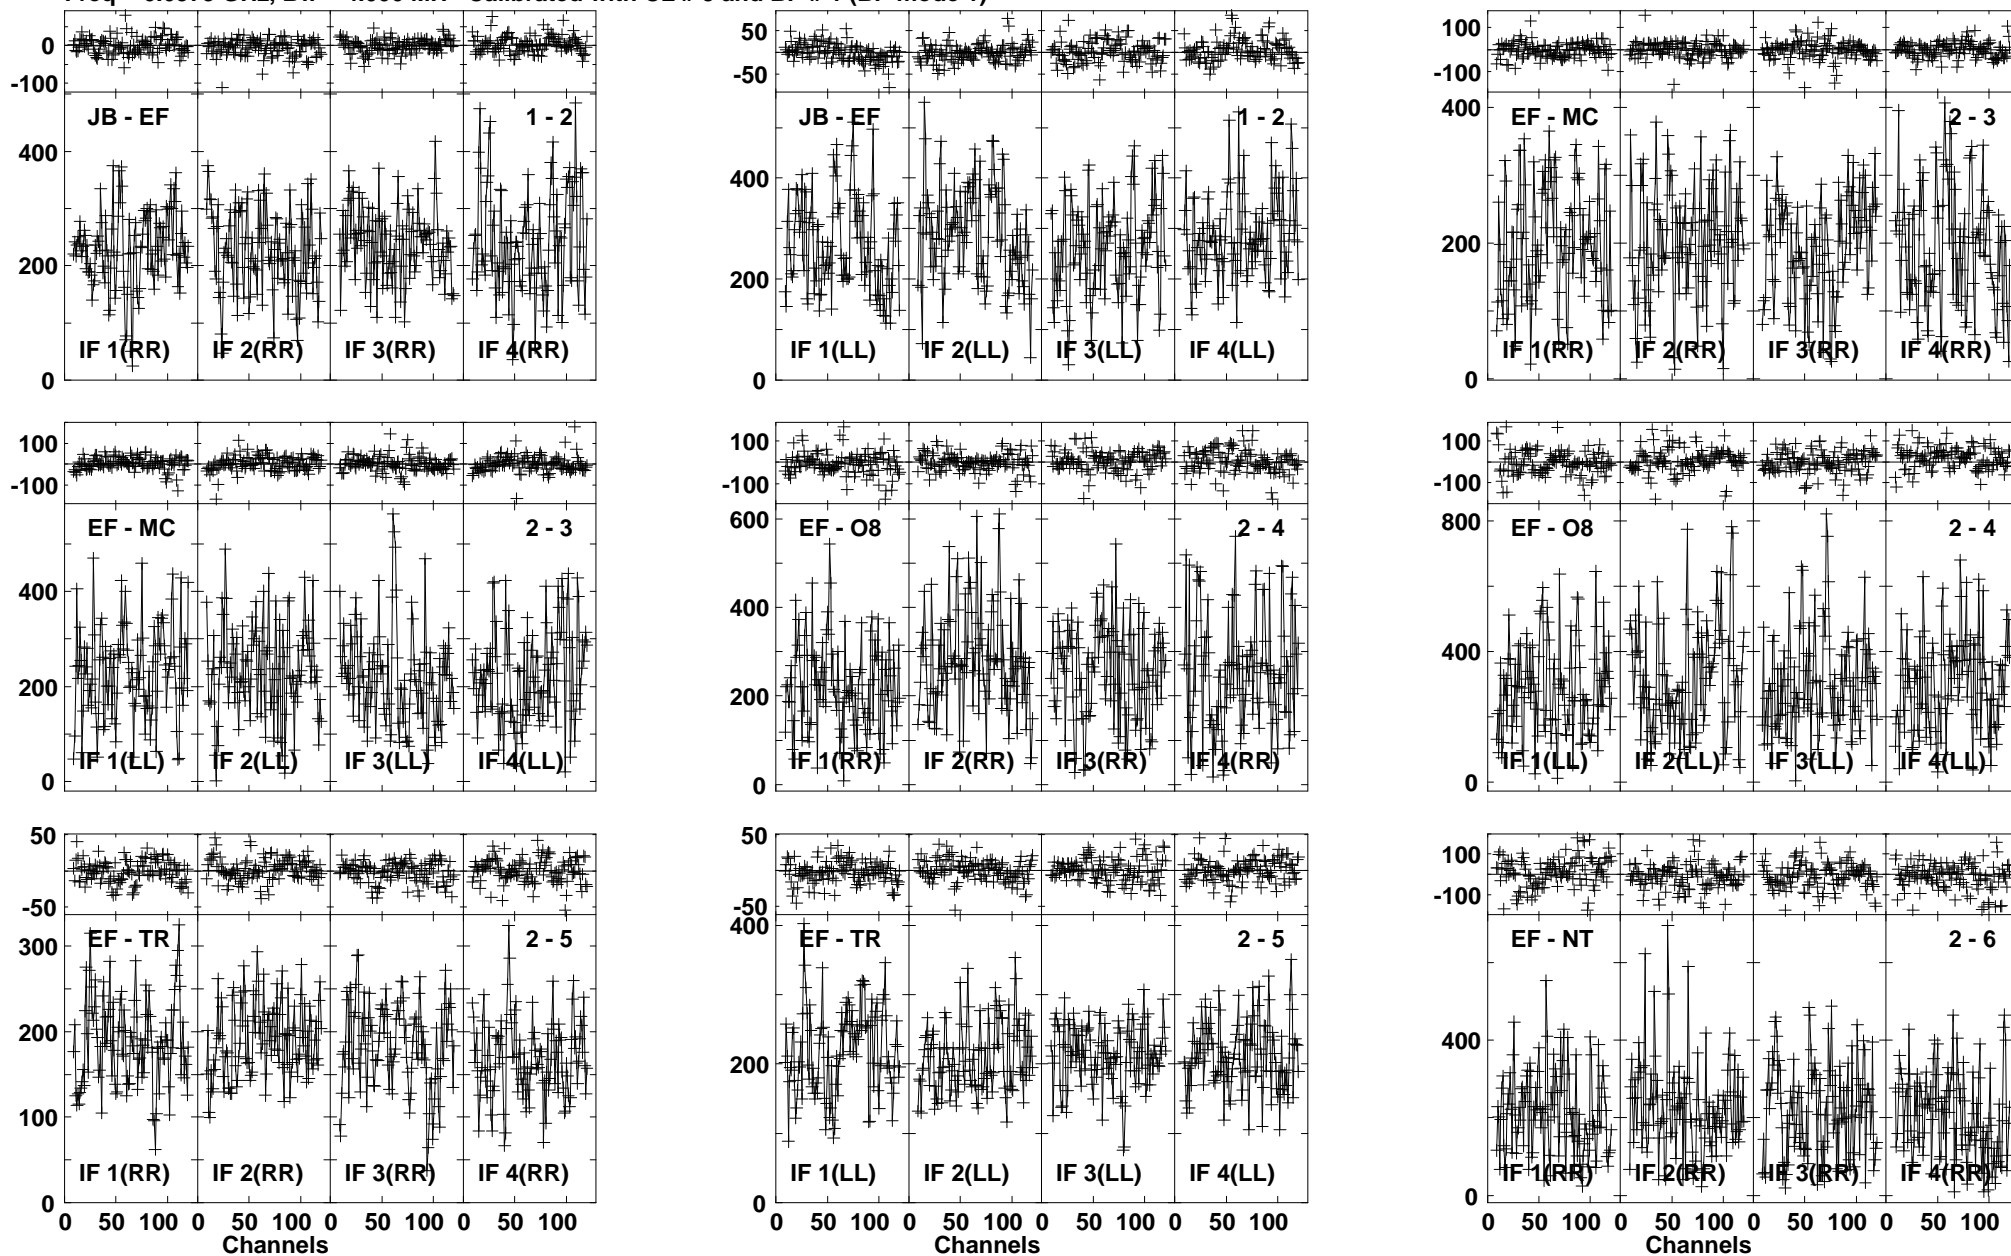 0
-100
JB - EF
1 - 2
400
200
0
IF 1(RR)
IF 2(RR)
IF 3(RR)
IF 4(RR)
50
-50
JB - EF
1 - 2
400
200
0
IF 1(LL)
IF 2(LL)
IF 3(LL)
IF 4(LL)
100
-100
EF - MC
2 - 3
400
200
0
IF 1(RR)
IF 2(RR)
IF 3(RR)
IF 4(RR)
100
-100
EF - MC
2 - 3
400
200
0
IF 1(LL)
IF 2(LL)
IF 3(LL)
IF 4(LL)
100
-100
EF - O8
2 - 4
600
400
200
0
IF 1(RR)
IF 2(RR)
IF 3(RR)
IF 4(RR)
100
-100
EF - O8
2 - 4
800
400
0
IF 1(LL)
IF 2(LL)
IF 3(LL)
IF 4(LL)
50
-50
EF - TR
2 - 5
300
200
100
0
IF 1(RR)
IF 2(RR)
IF 3(RR)
IF 4(RR)
0 50 100 0 50 100 0 50 100 0 50 100
Channels
50
-50
EF - TR
2 - 5
400
200
0
IF 1(LL)
IF 2(LL)
IF 3(LL)
IF 4(LL)
0 50 100 0 50 100 0 50 100 0 50 100
Channels
100
-100
EF - NT
2 - 6
400
0
IF 1(RR)
IF 2(RR)
IF 3(RR)
IF 4(RR)
0 50 100 0 50 100 0 50 100 0 50 100
Channels